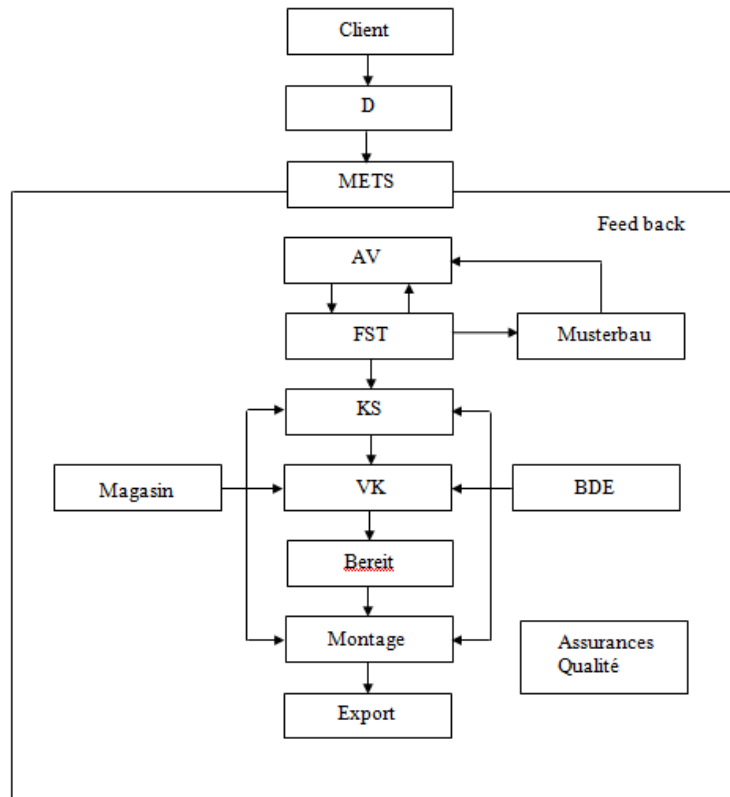 Client
D
METS
Feed back
AV
FST
Musterbau
KS
Magasin
VK
BDE
Bereit
Montage
Assurances
Qualité
Export